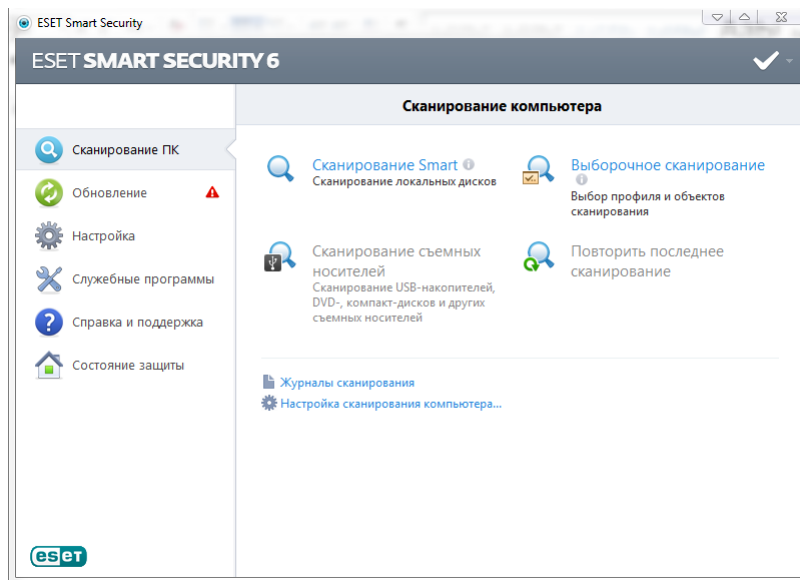 ESET Smart Security
ESET SMART SECURITY 6
Сканирование компьютера
Сканирование ПК
Обновление
Настройка
Служебные программы
Справка и поддержка
Состояние защиты
Сканирование Smart
Сканирование локальных дисков
Выборочное сканирование
Выбор профиля и объектов
сканирования
Сканирование съемных
носителей
Сканирование USB-накопителей,
DVD-, компакт-дисков и других
съемных носителей
Повторить последнее
сканирование
Журналы сканирования
Настройка сканирования компьютера...
eset